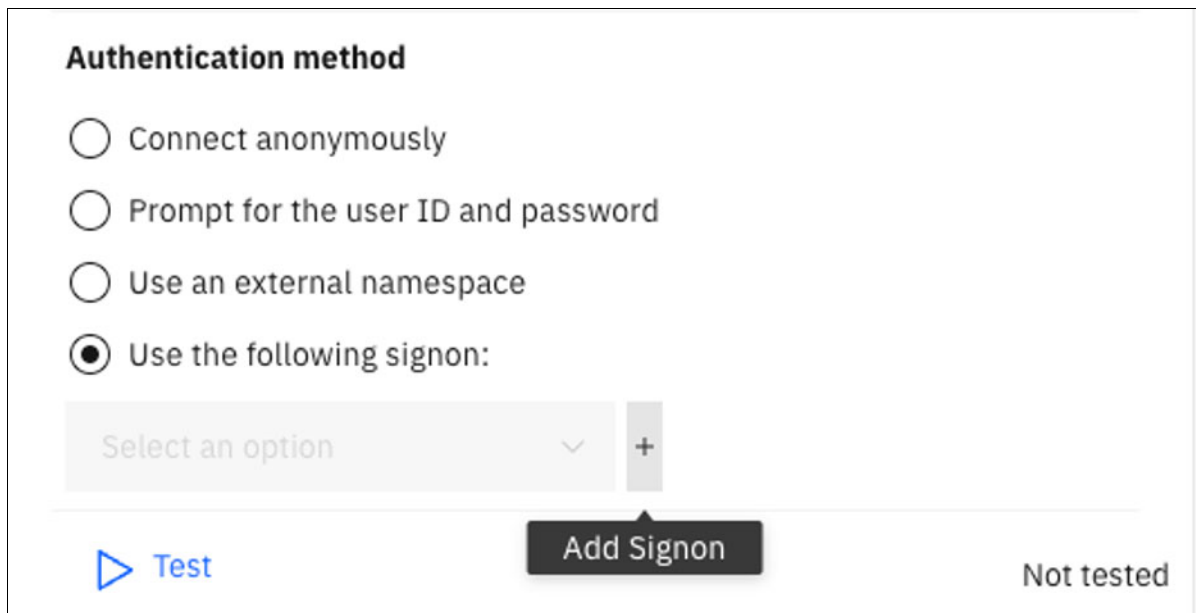 Authentication method
Connect anonymously
Prompt for the user ID and password
Use an external namespace
Use the following signon:
Select an option
+
Add Signon
Test
Not tested